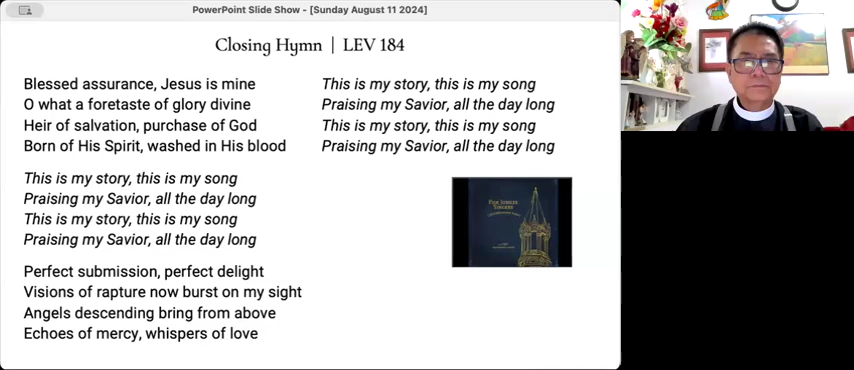 PowerPoint Slide Show - [Sunday August 11 2024]
Closing Hymn | LEV 184
Blessed assurance, Jesus is mine
O what a foretaste of glory divine
Heir of salvation, purchase of God
Born of His Spirit, washed in His blood
This is my story, this is my song
Praising my Savior, all the day long
This is my story, this is my song
Praising my Savior, all the day long
Perfect submission, perfect delight
Visions of rapture now burst on my sight
Angels descending bring from above
Echoes of mercy, whispers of love
This is my story, this is my song
Praising my Savior, all the day long
This is my story, this is my song
Praising my Savior, all the day long
Fisk Jubilee
Singers